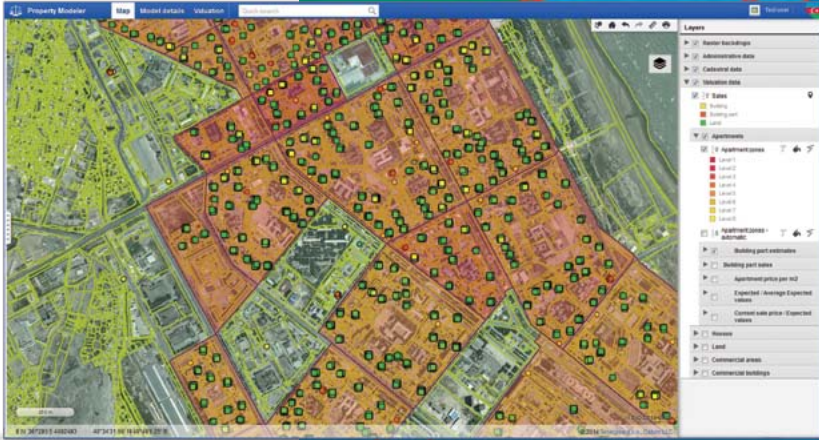 Property Modeler
Map
Model details
Valuation
Quick search
Test user
Layers
Raster backdrops
Administrative data
Cadastral data
Valuation data
Sales
Building
Building part
Land
Apartments
Apartment zones
Level 1
Level 2
Level 3
Level 4
Level 5
Level 6
Level 7
Level 8
Apartment zones -
automatic.
Building part estimates
Building part sales
Apartment price per m2
Expected / Average Expected
values
Current sale price - Expected
values
Houses
Land
Commercial areas
Commercial buildings